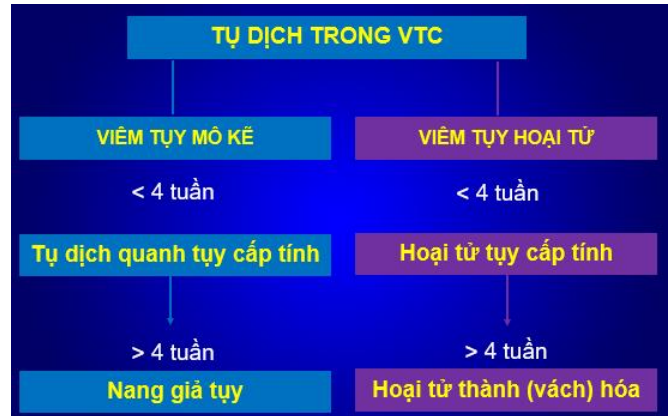 TỤ DỊCH TRONG VTC
VIÊM TỤY MÔ KẼ
VIÊM TỤY HOẠI TỬ
< 4 tuần
< 4 tuần
Tụ dịch quanh tụy cấp tính
Hoại tử tụy cấp tính
> 4 tuần
> 4 tuần
Nang giả tụy
Hoại tử thành (vách) hóa